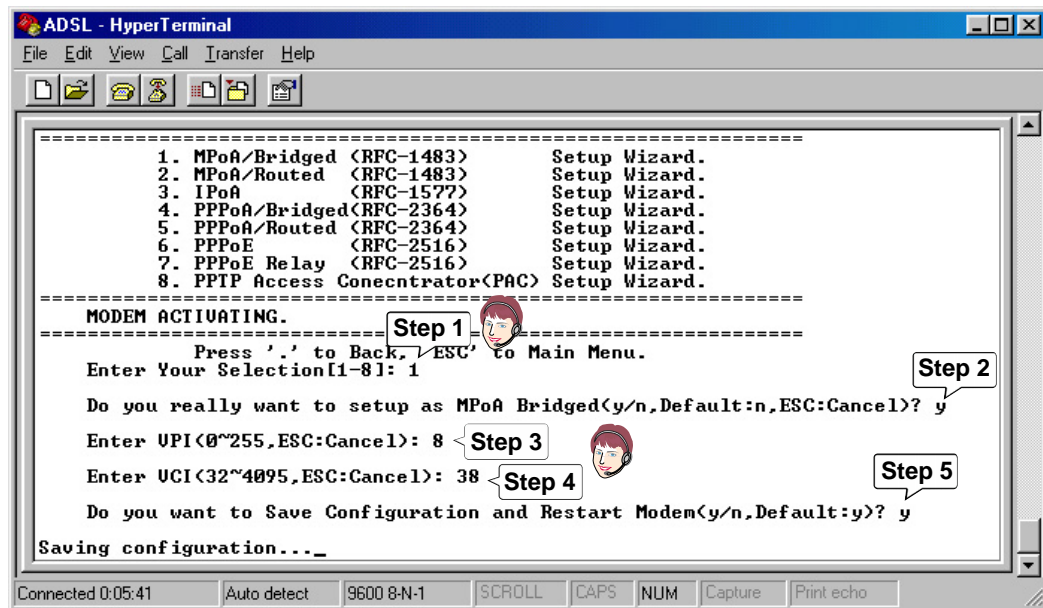 ADSL - HyperTerminal
File Edit View Call Transfer Help
==================================================================
1. MPoA/Bridged (RFC-1483) Setup Wizard.
2. MPoA/Routed (RFC-1483) Setup Wizard.
3. IPoA (RFC-1577) Setup Wizard.
4. PPPoA/Bridged(RFC-2364) Setup Wizard.
5. PPPoA/Routed (RFC-2364) Setup Wizard.
6. PPPoE (RFC-2516) Setup Wizard.
7. PPPoE Relay (RFC-2516) Setup Wizard.
8. PPTP Access Conecntrator(PAC) Setup Wizard.
==================================================================
MODEM ACTIVATING.
Step 1
==================================================================
Press '.' to Back, 'ESC' to Main Menu.
Enter Your Selection[1-8]: 1
Step 2
Do you really want to setup as MPoA Bridged(y/n,Default:n,ESC:Cancel)? y
Enter VPI(0~255,ESC:Cancel): 8 Step 3
Enter VCI(32~4095,ESC:Cancel): 38 Step 4
Step 5
Do you want to Save Configuration and Restart Modem(y/n,Default:y)? y
Saving configuration..._
Connected 0:05:41 Auto detect 9600 8-N-1 SCROLL CAPS NUM Capture Print echo